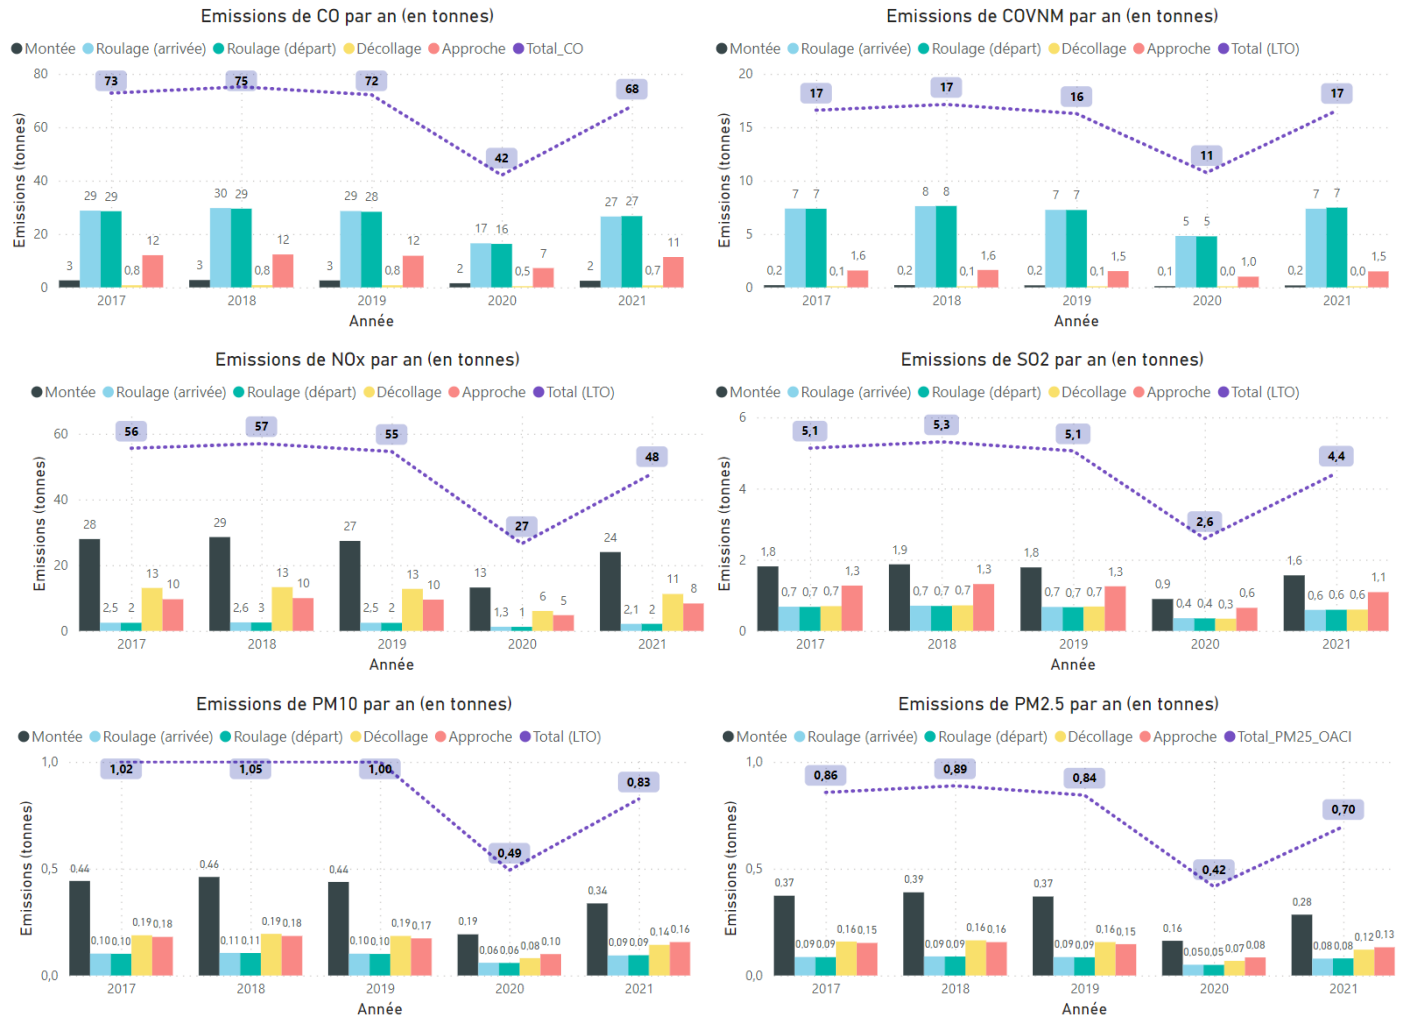 Emissions de CO par an (en tonnes)
Montée Roulage (arrivée) Roulage (départ) Décollage Approche Total_CO
Emissions (tonnes)
80
60
40
20
0
73 75 72 42 68
3 29 29 0,8 12
3 30 29 0,8 12
3 29 28 0,8 12
2 17 16 0,5 7
2 27 27 0,7 11
2017 2018 2019 2020 2021
Année
Emissions de COVNM par an (en tonnes)
Montée Roulage (arrivée) Roulage (départ) Décollage Approche Total (LTO)
Emissions (tonnes)
20
15
10
5
0
17 17 16 11 17
0,2 7 7 0,1 1,6
0,2 8 8 0,1 1,6
0,2 7 7 0,1 1,5
0,1 5 5 0,0 1,0
0,2 7 7 0,0 1,5
2017 2018 2019 2020 2021
Année
Emissions de NOx par an (en tonnes)
Montée Roulage (arrivée) Roulage (départ) Décollage Approche Total (LTO)
Emissions (tonnes)
60
40
20
0
56 57 55 27 48
28 2,5 2 13 10
29 2,6 3 13 10
27 2,5 2 13 10
13 1,3 1 6 5
24 2,1 2 11 8
2017 2018 2019 2020 2021
Année
Emissions de SO2 par an (en tonnes)
Montée Roulage (arrivée) Roulage (départ) Décollage Approche Total (LTO)
Emissions (tonnes)
6
4
2
0
5,1 5,3 5,1 2,6 4,4
1,8 0,7 0,7 0,7 1,3
1,9 0,7 0,7 0,7 1,3
1,8 0,7 0,7 0,7 1,3
0,9 0,4 0,4 0,3 0,6
1,6 0,6 0,6 0,6 1,1
2017 2018 2019 2020 2021
Année
Emissions de PM10 par an (en tonnes)
Montée Roulage (arrivée) Roulage (départ) Décollage Approche Total (LTO)
Emissions (tonnes)
1,0
0,5
0,0
1,02 1,05 1,00 0,49 0,83
0,44 0,10 0,10 0,19 0,18
0,46 0,11 0,11 0,19 0,18
0,44 0,10 0,10 0,19 0,17
0,19 0,06 0,06 0,08 0,10
0,34 0,09 0,09 0,14 0,16
2017 2018 2019 2020 2021
Année
Emissions de PM2.5 par an (en tonnes)
Montée Roulage (arrivée) Roulage (départ) Décollage Approche Total_PM25_OACI
Emissions (tonnes)
1,0
0,5
0,0
0,86 0,89 0,84 0,42 0,70
0,37 0,09 0,09 0,16 0,15
0,39 0,09 0,09 0,16 0,16
0,37 0,09 0,09 0,16 0,15
0,16 0,05 0,05 0,07 0,08
0,28 0,08 0,08 0,12 0,13
2017 2018 2019 2020 2021
Année